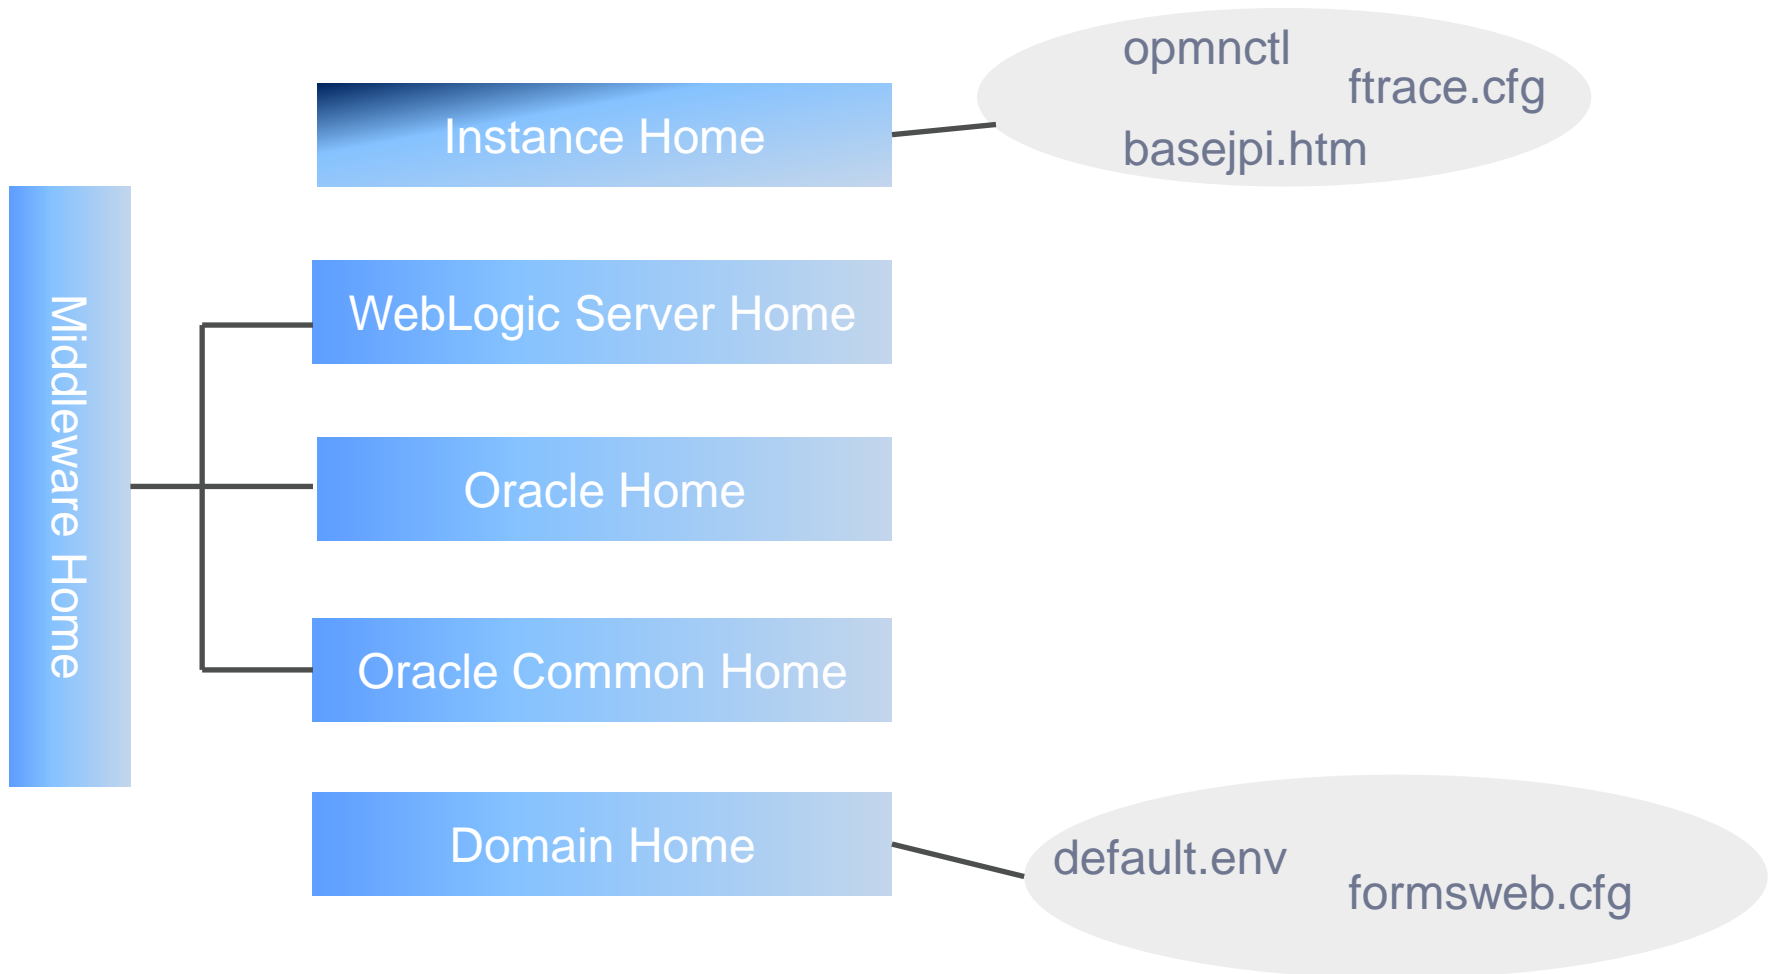 opmnctl
ftrace.cfg
Instance Home
basejpi.htm
WebLogic Server Home
Middleware Home
Oracle Home
Oracle Common Home
Domain Home
default.env
formsweb.cfg